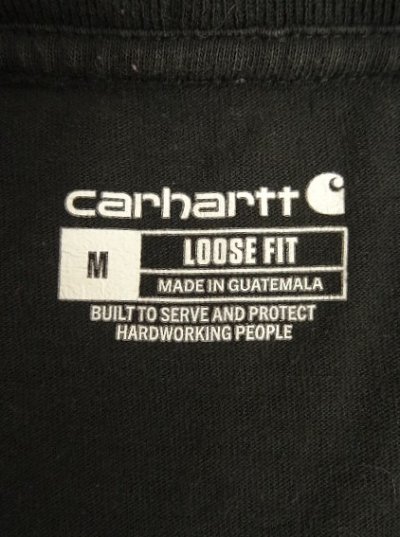 carhartt
M
LOOSE FIT
MADE IN GUATEMALA
BUILT TO SERVE AND PROTECT
HARDWORKING PEOPLE